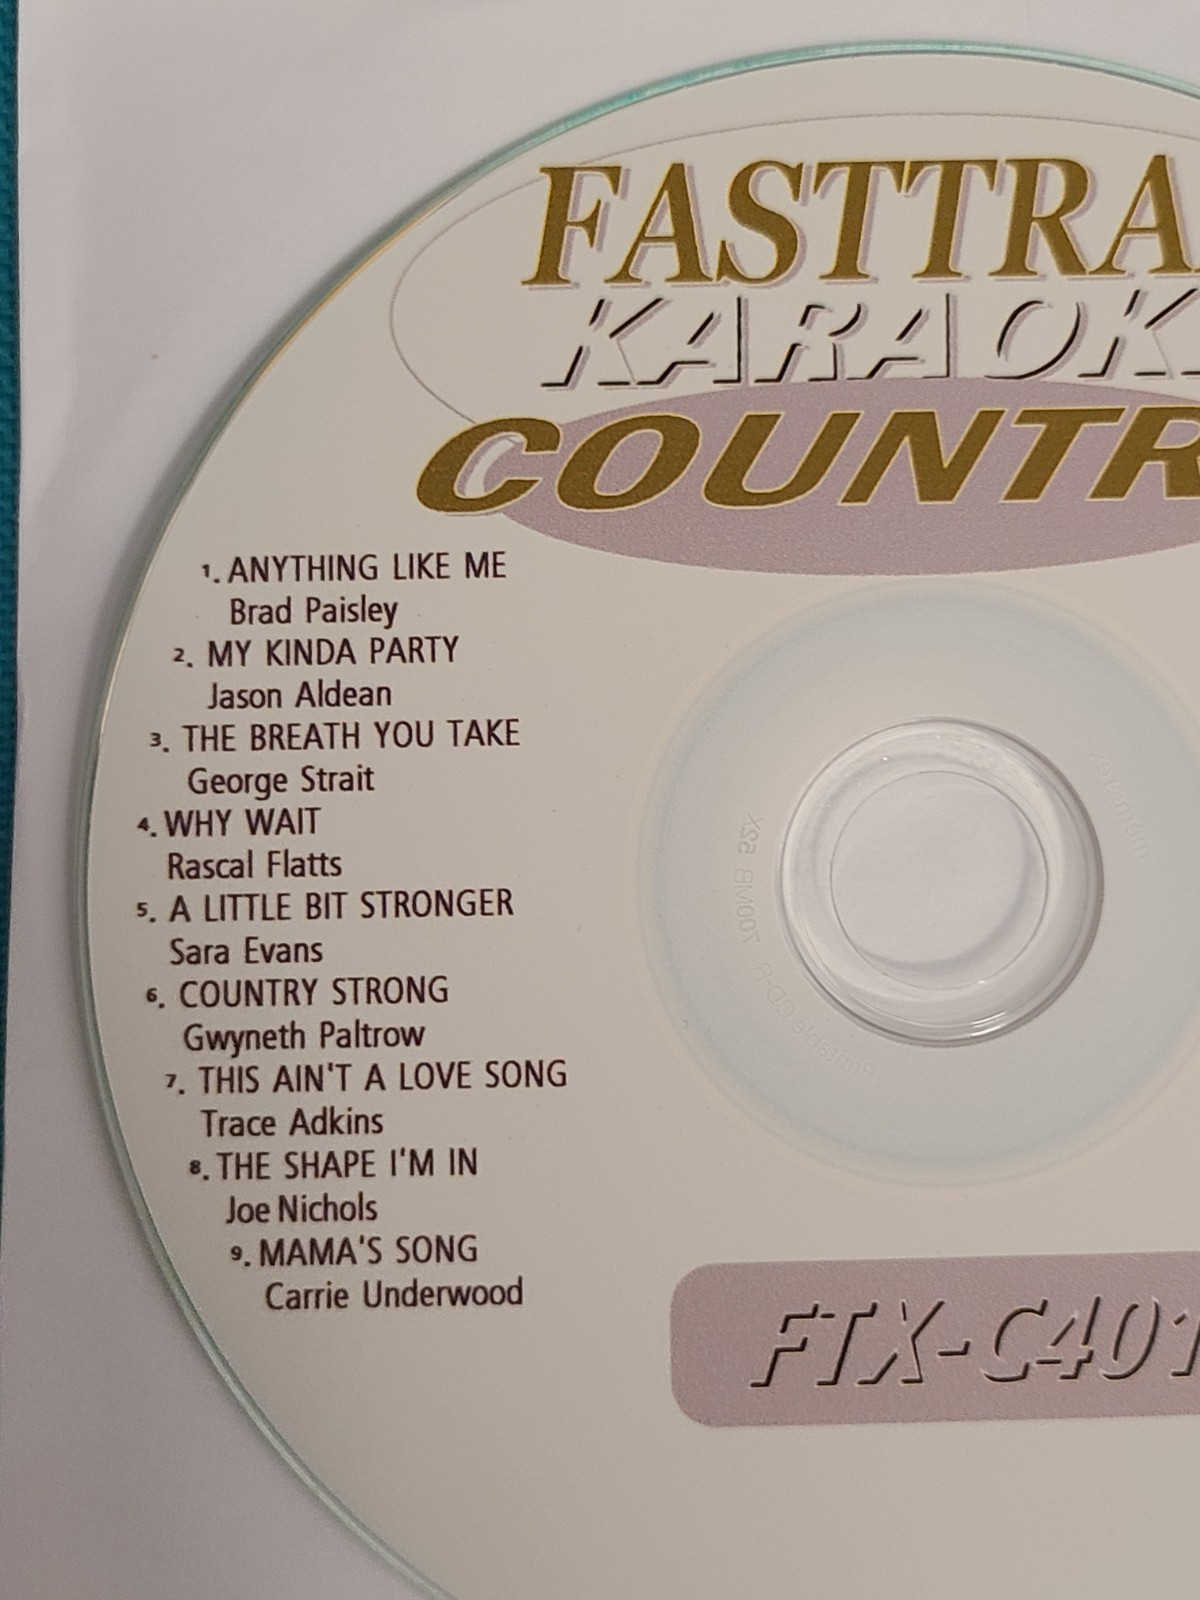 FASTTRA
KARAOK
COUNTR
1. ANYTHING LIKE ME
Brad Paisley
2. MY KINDA PARTY
Jason Aldean
3. THE BREATH YOU TAKE
George Strait
4. WHY WAIT
Rascal Flatts
5. A LITTLE BIT STRONGER
Sara Evans
6. COUNTRY STRONG
Gwyneth Paltrow
7. THIS AIN'T A LOVE SONG
Trace Adkins
8. THE SHAPE I'M IN
Joe Nichols
9. MAMA'S SONG
Carrie Underwood
700MB 52X
CD-R
FTX-C401